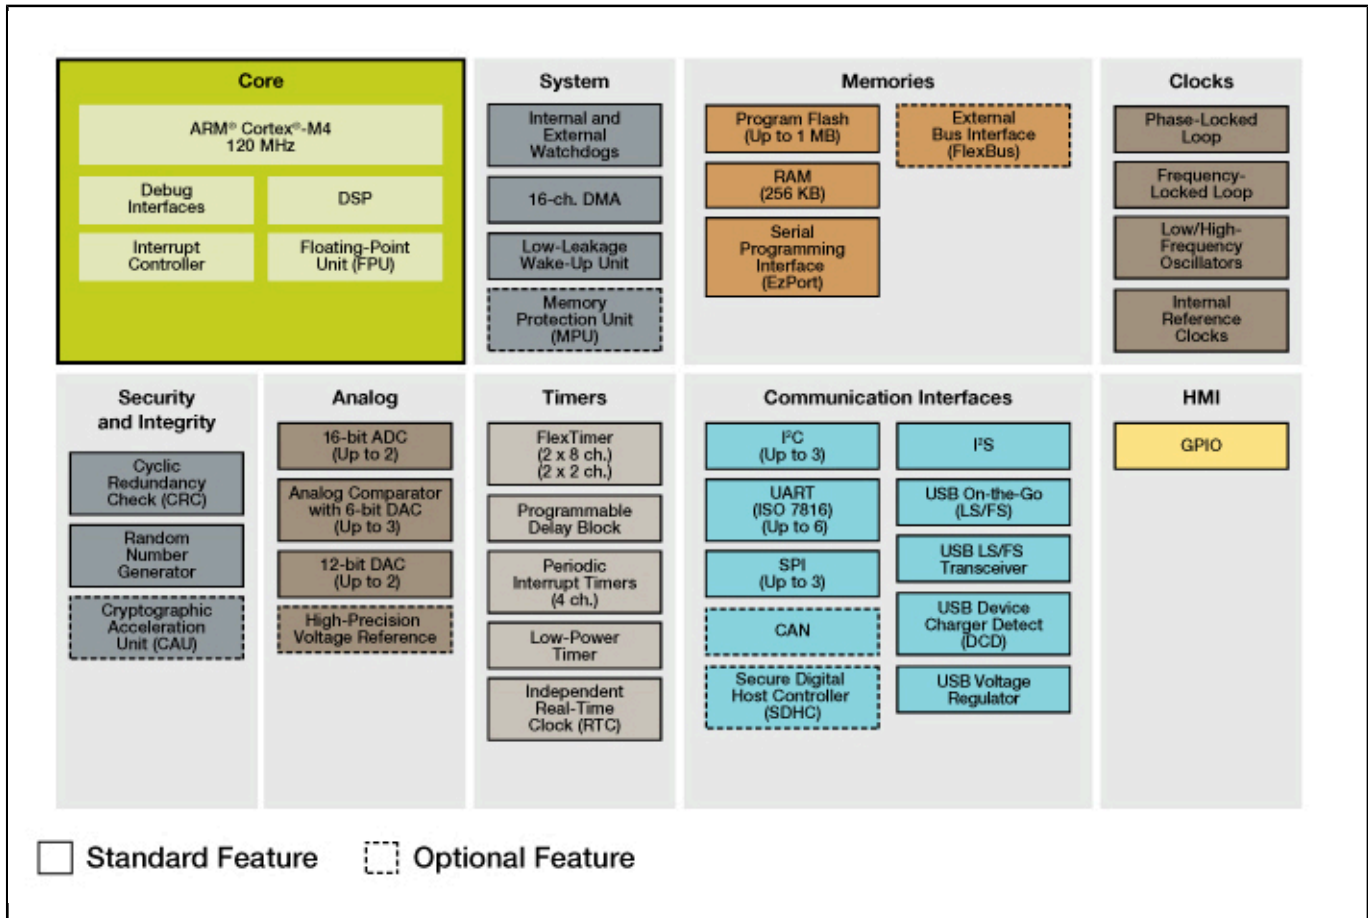 Core
ARM® Cortex®-M4
120 MHz
Debug
Interfaces
DSP
Interrupt
Controller
Floating-Point
Unit (FPU)
System
Internal and
External
Watchdogs
16-ch. DMA
Low-Leakage
Wake-Up Unit
Memory
Protection Unit
(MPU)
Memories
Program Flash
(Up to 1 MB)
RAM
(256 KB)
Serial
Programming
Interface
(EzPort)
External
Bus Interface
(FlexBus)
Clocks
Phase-Locked
Loop
Frequency-
Locked Loop
Low/High-
Frequency
Oscillators
Internal
Reference
Clocks
Security
and Integrity
Cyclic
Redundancy
Check (CRC)
Random
Number
Generator
Cryptographic
Acceleration
Unit (CAU)
Analog
16-bit ADC
(Up to 2)
Analog Comparator
with 6-bit DAC
(Up to 3)
12-bit DAC
(Up to 2)
High-Precision
Voltage Reference
Timers
FlexTimer
(2 x 8 ch.)
(2 x 2 ch.)
Programmable
Delay Block
Periodic
Interrupt Timers
(4 ch.)
Low-Power
Timer
Independent
Real-Time
Clock (RTC)
Communication Interfaces
I²C
(Up to 3)
UART
(ISO 7816)
(Up to 6)
SPI
(Up to 3)
CAN
Secure Digital
Host Controller
(SDHC)
I²S
USB On-the-Go
(LS/FS)
USB LS/FS
Transceiver
USB Device
Charger Detect
(DCD)
USB Voltage
Regulator
HMI
GPIO
Standard Feature
Optional Feature